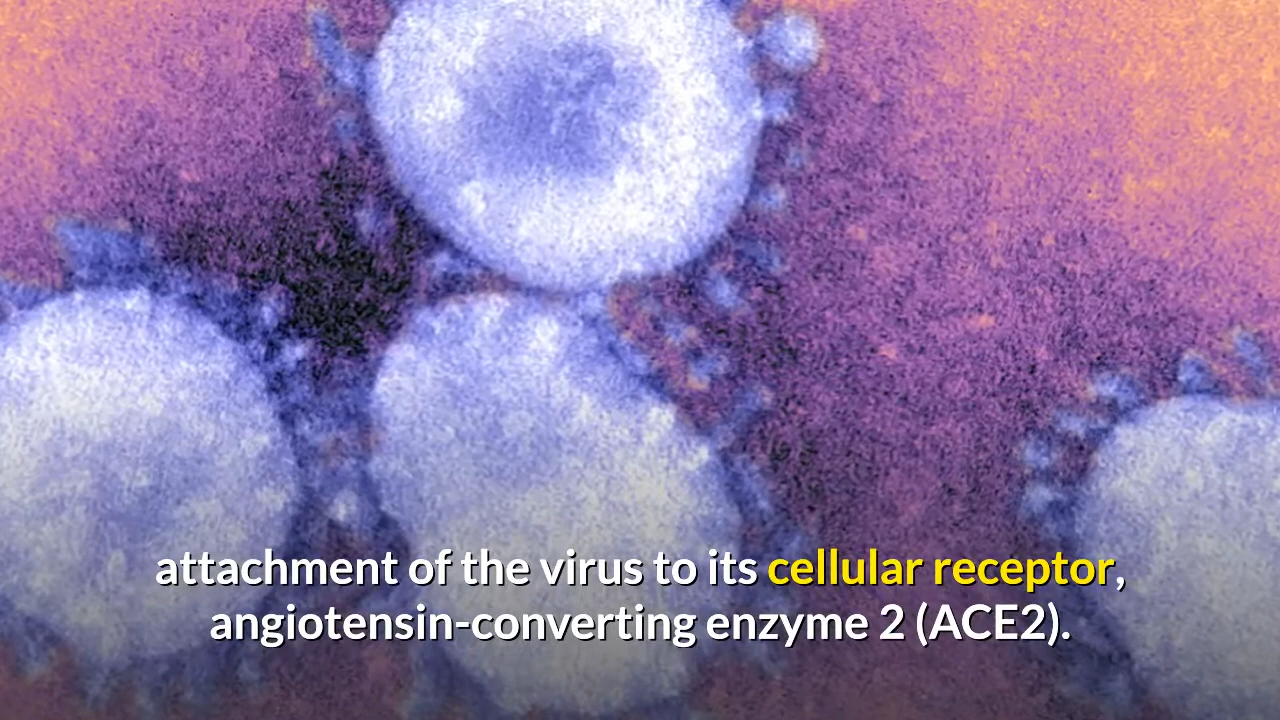 attachment of the virus to its cellular receptor,
angiotensin-converting enzyme 2 (ACE2).